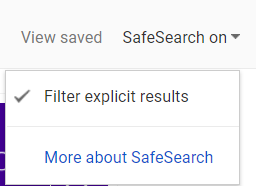 View saved SafeSearch on
Filter explicit results
More about SafeSearch